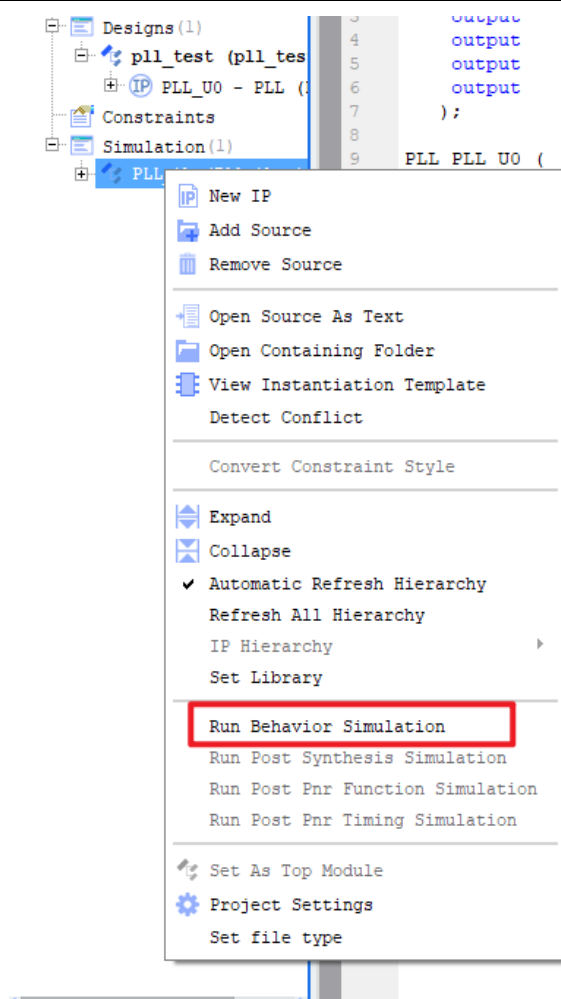 Designs(1)
pll_test (pll_tes
IP PLL_U0 - PLL (
Constraints
Simulation(1)
PLL
3 output
4 output
5 output
6 output
7 );
8
9 PLL PLL U0 (
IP New IP
Add Source
Remove Source
Open Source As Text
Open Containing Folder
View Instantiation Template
Detect Conflict
Convert Constraint Style
Expand
Collapse
Automatic Refresh Hierarchy
Refresh All Hierarchy
IP Hierarchy
Set Library
Run Behavior Simulation
Run Post Synthesis Simulation
Run Post Pnr Function Simulation
Run Post Pnr Timing Simulation
Set As Top Module
Project Settings
Set file type